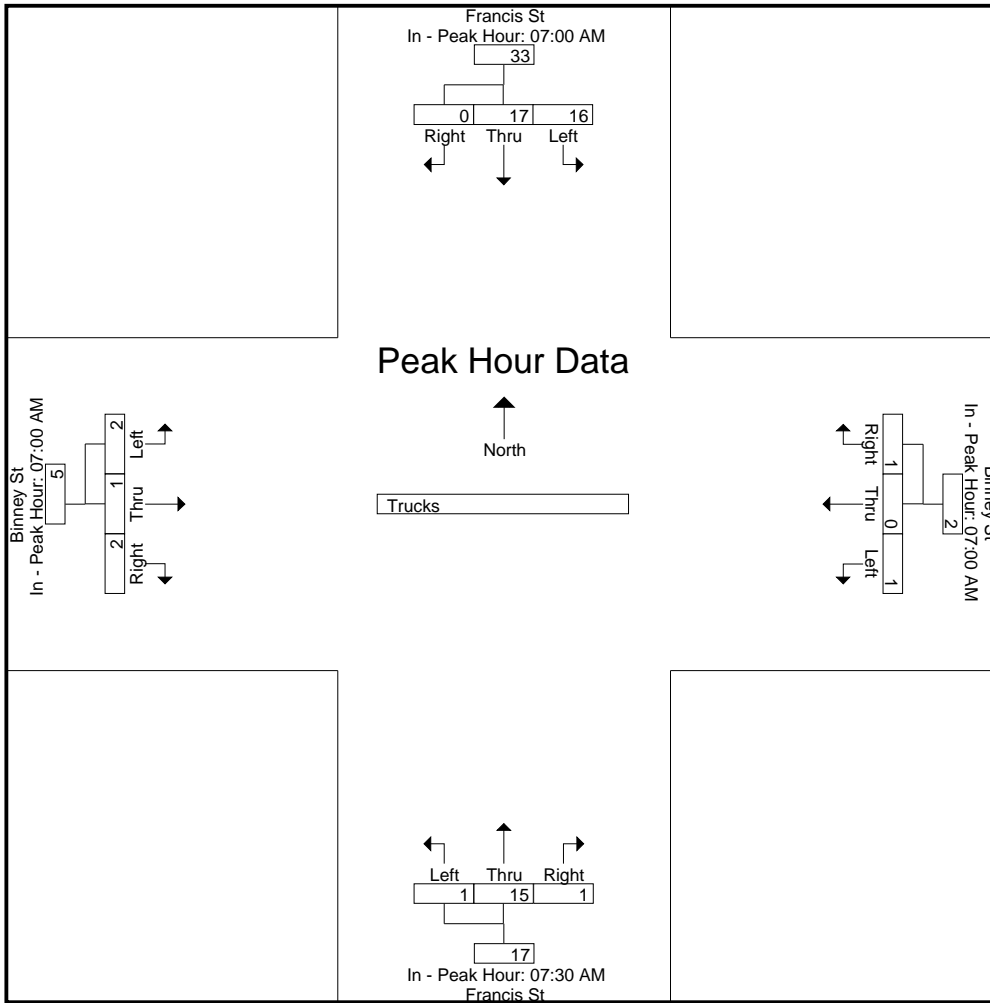 Francis St
In - Peak Hour: 07:00 AM
33
0 17 16
Right Thru Left
Peak Hour Data
North
Trucks
Binney St
In - Peak Hour: 07:00 AM
5
2 1 2
Left Thru Right
Right Thru Left
1 0 1
2
In - Peak Hour: 07:00 AM
Binney St
Left Thru Right
1 15 1
17
In - Peak Hour: 07:30 AM
Francis St